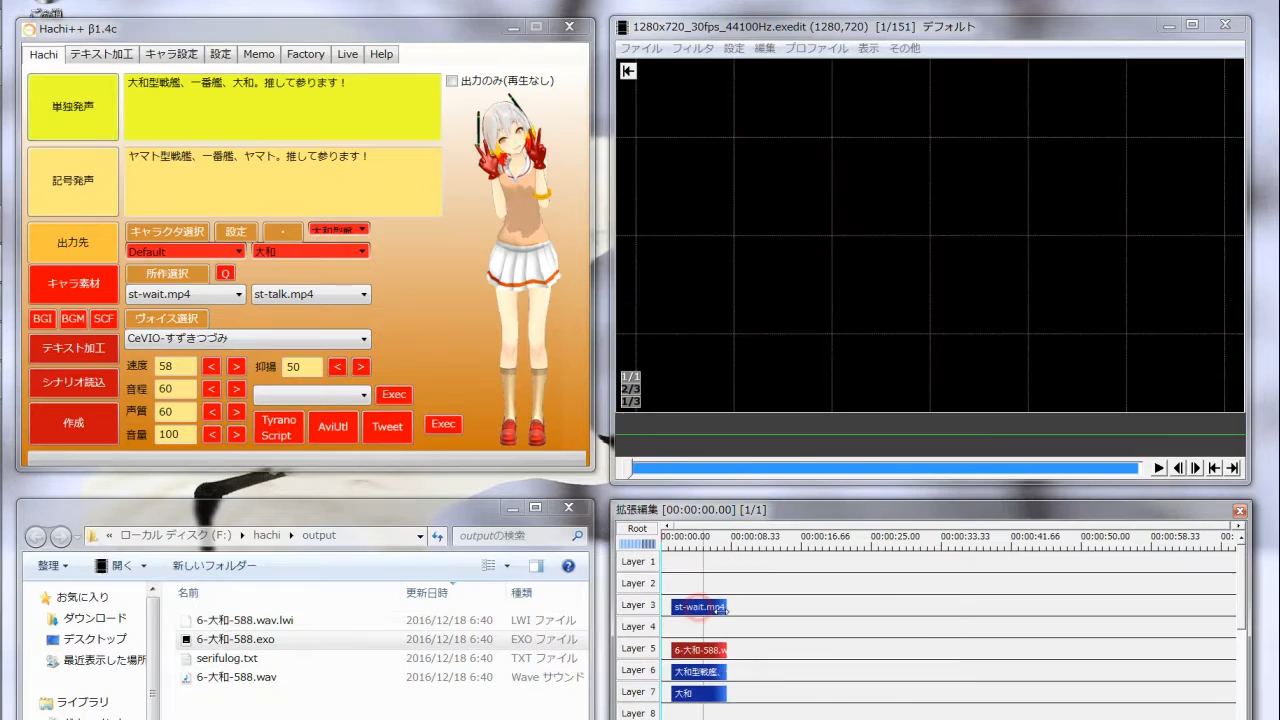 Hachi++ β1.4c
Hachi テキスト加工 キャラ設定 設定 Memo Factory Live Help
単独発声
大和型戦艦、一番艦、大和。推して参ります！
出力のみ(再生なし)
記号発声
ヤマト型戦艦、一番艦、ヤマト。推して参ります！
出力先
キャラクタ選択 設定 ・
Default 大和
キャラ素材
所作選択 Q
st-wait.mp4 st-talk.mp4
BGI BGM SCF ヴォイス選択
テキスト加工
CeVIO-すずきつづみ
シナリオ読込
速度 58 < > 抑揚 50 < >
音程 60 < > Exec
作成
声質 60 < >
音量 100 < >
Tyrano Script AviUtl Tweet Exec
1280x720_30fps_44100Hz.exedit (1280,720) [1/151] デフォルト
ファイル フィルタ 設定 編集 プロファイル 表示 その他
1/1
2/3
1/3
« ローカル ディスク (F:) hachi output
outputの検索
整理 開く 新しいフォルダー
お気に入り
ダウンロード
デスクトップ
最近表示した場所
ライブラリ
名前 更新日時 種類
6-大和-588.wav.lwi 2016/12/18 6:40 LWI ファイル
6-大和-588.exo 2016/12/18 6:40 EXO ファイル
serifulog.txt 2016/12/18 6:40 TXT ファイル
6-大和-588.wav 2016/12/18 6:40 Wave サウンド
拡張編集 [00:00:00.00] [1/1]
Root 00:00:00.00 00:00:08.33 00:00:16.66 00:00:25.00 00:00:33.33 00:00:41.66 00:00:50.00 00:00:58.33 00:
Layer 1
Layer 2
Layer 3 st-wait.mp4
Layer 4
Layer 5 6-大和-588.w
Layer 6 大和型戦艦、
Layer 7 大和
Layer 8